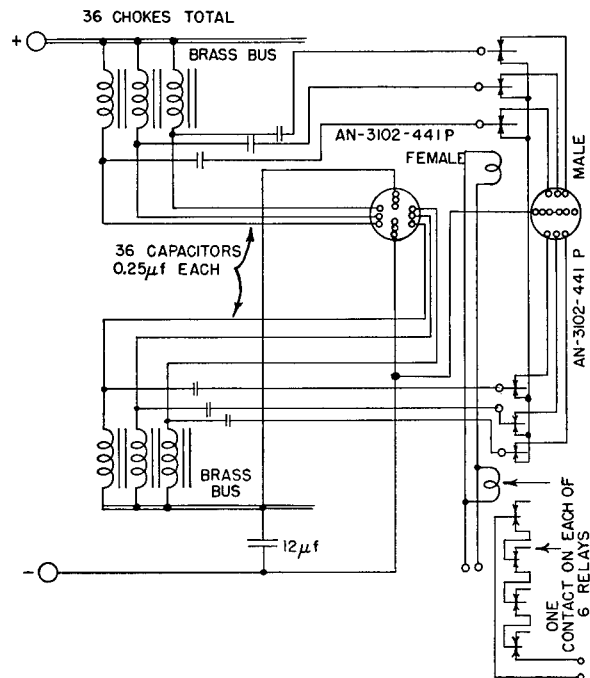 36 CHOKES TOTAL
+
BRASS BUS
AN-3102-441P
FEMALE
MALE
AN-3102-441P
36 CAPACITORS
0.25μf EACH
BRASS
BUS
12μf
-
ONE
CONTACT ON EACH OF
6 RELAYS